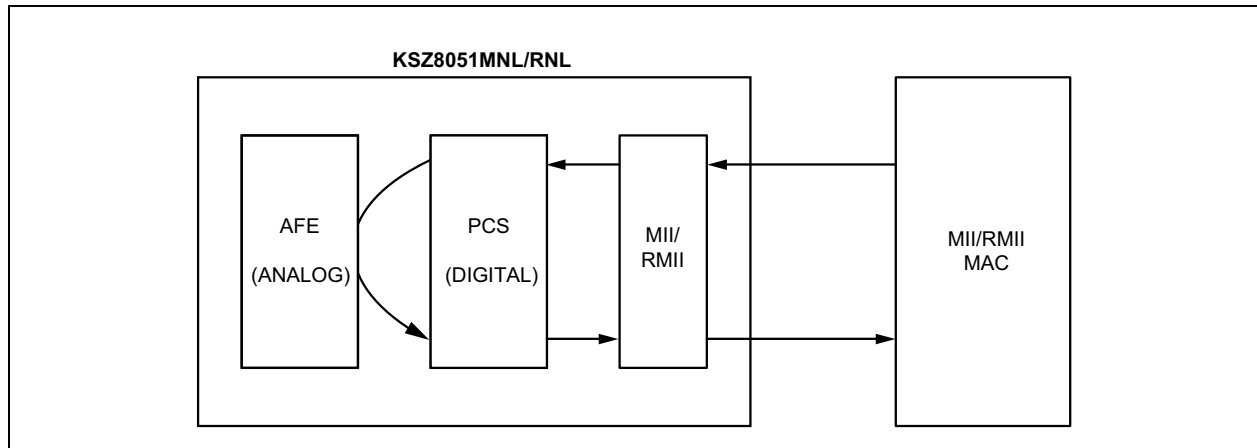 KSZ8051MNL/RNL
AFE
(ANALOG)
PCS
(DIGITAL)
MII/
RMII
MII/RMII
MAC